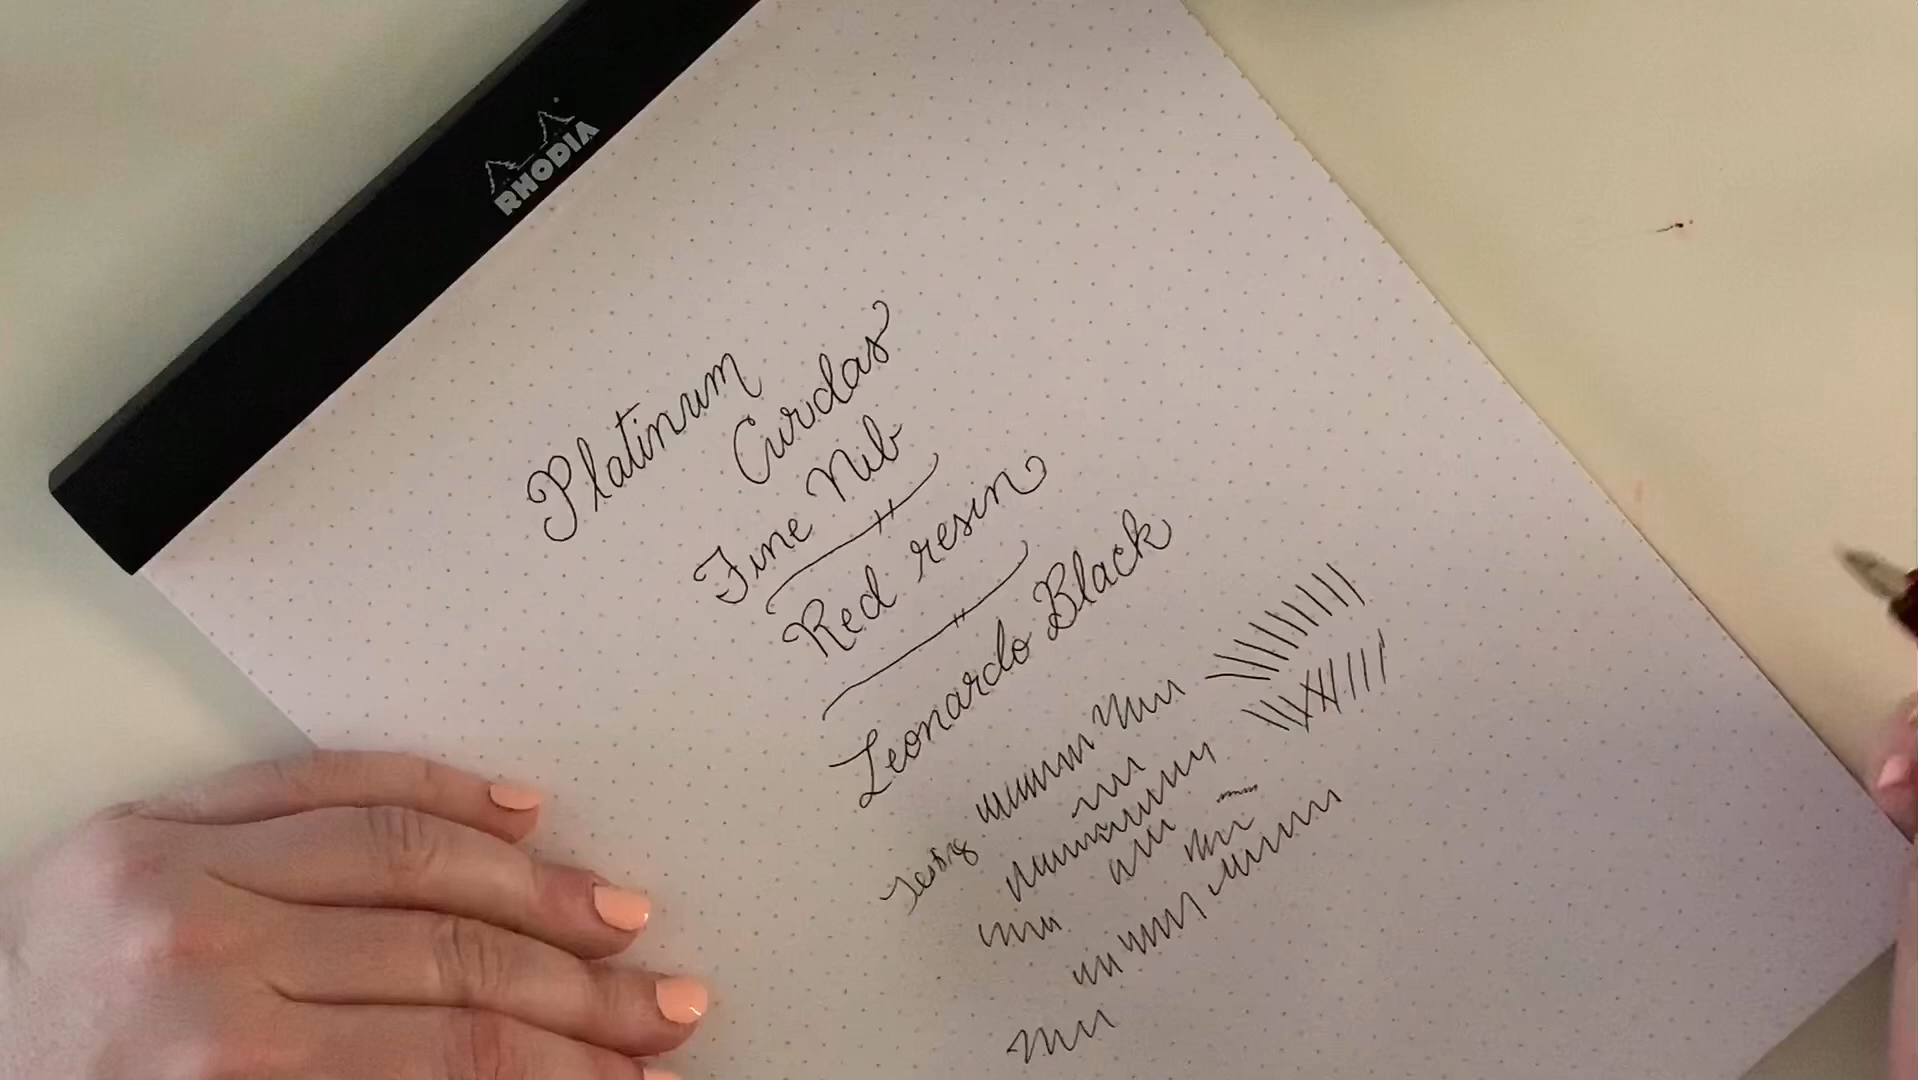 RHODIA
Platinum
Curidas
Fine Nib
Red resin
Leonardo Black
Testing